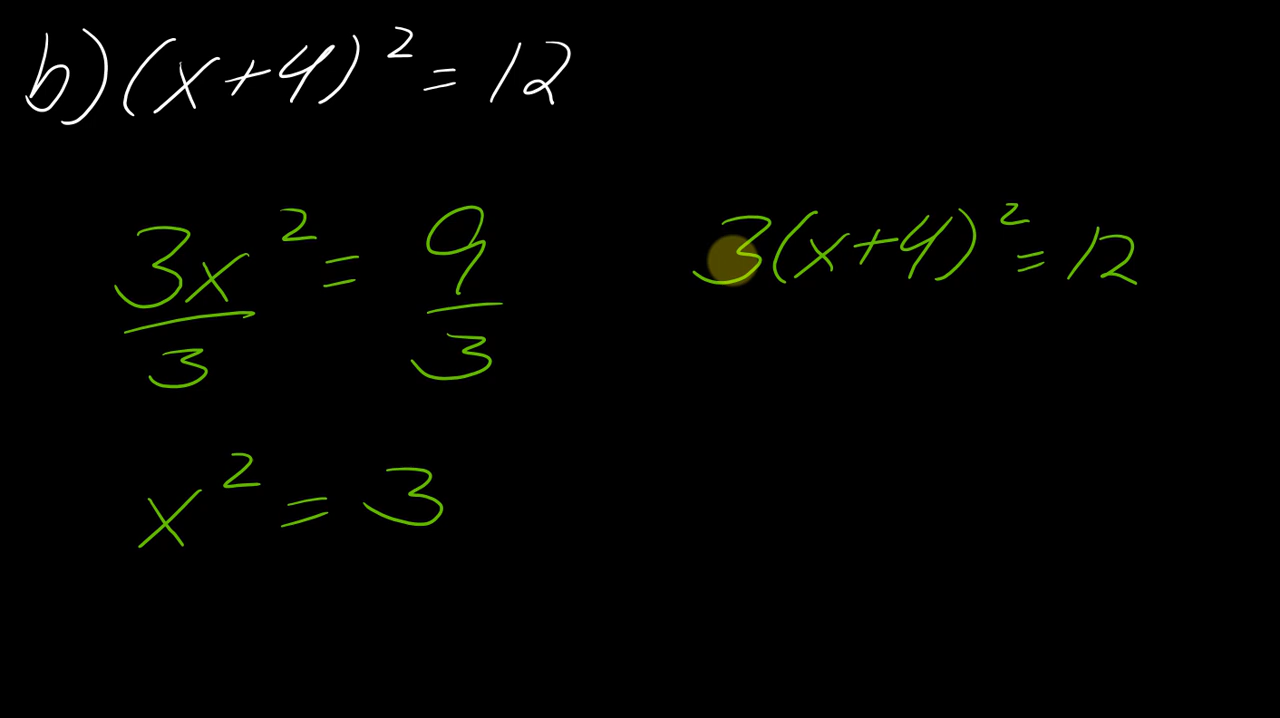 b) (x+4)² = 12
3x²/3 = 9/3
3(x+4)² = 12
x² = 3